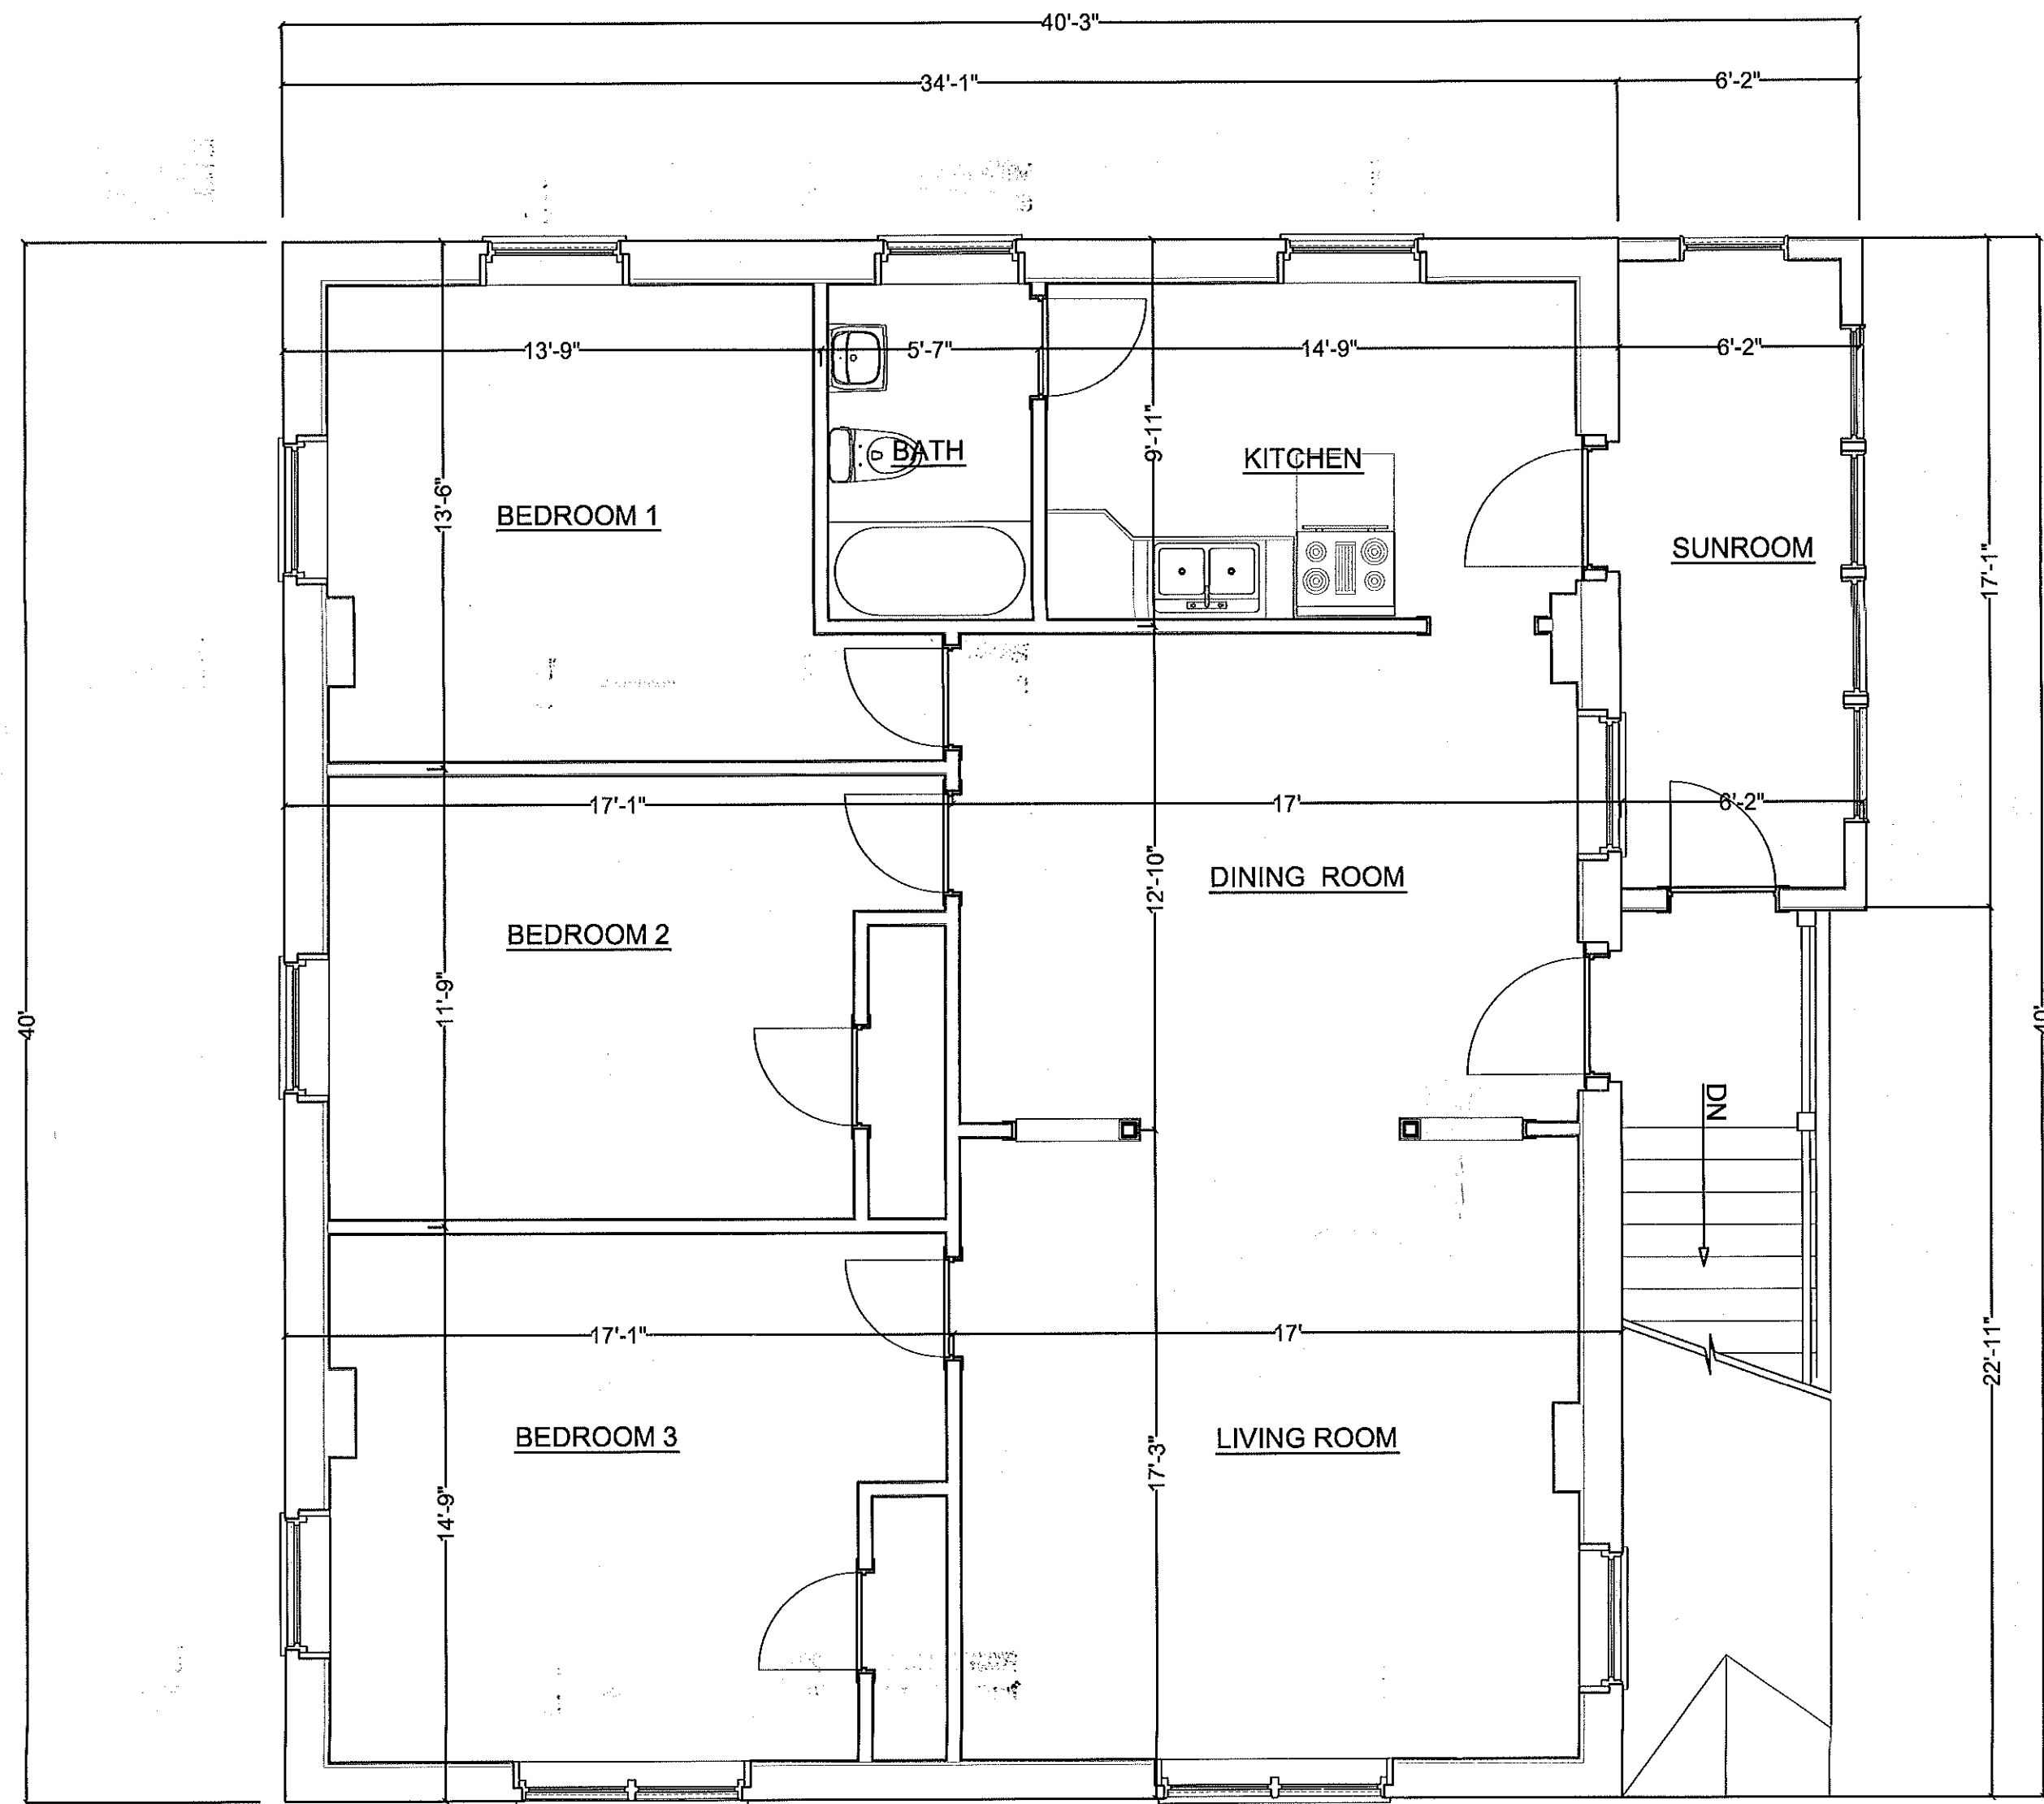 40'-3"
34'-1"
6'-2"
13'-9"
5'-7"
14'-9"
6'-2"
9'-11"
BATH
KITCHEN
13'-6"
BEDROOM 1
SUNROOM
17'-1"
17'-1"
17'
6'-2"
12'-10"
DINING ROOM
BEDROOM 2
11'-9"
40'
40'
DN
17'-1"
17'
22'-11"
BEDROOM 3
LIVING ROOM
17'-3"
14'-9"